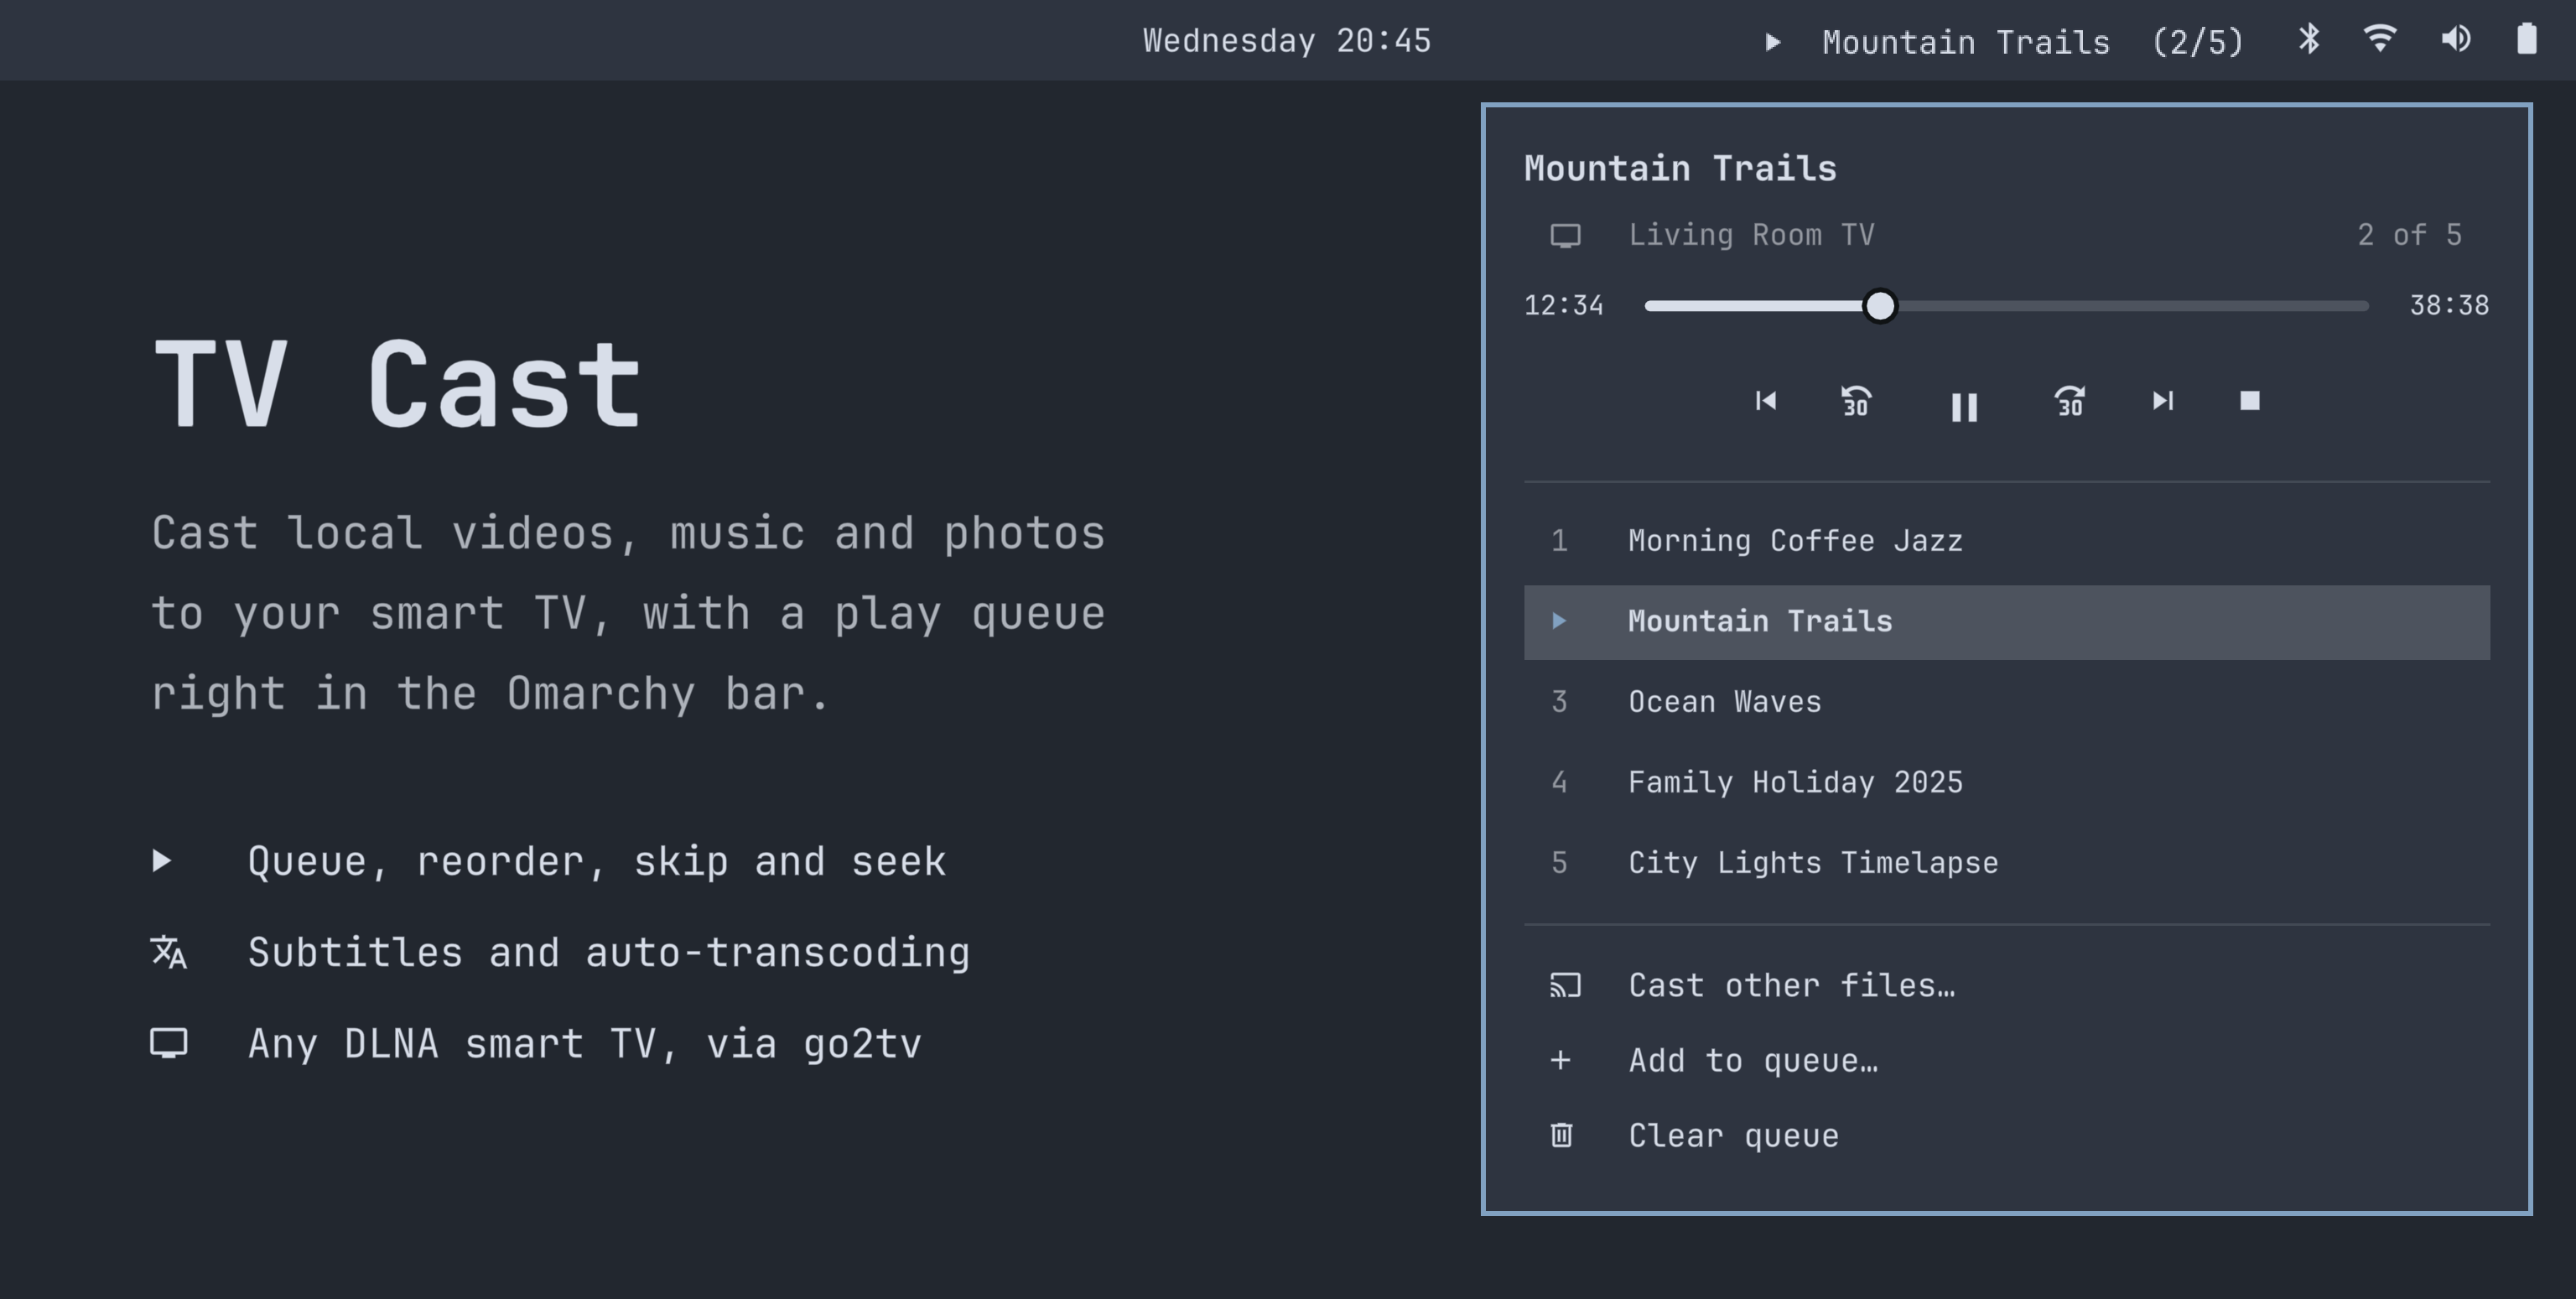 Wednesday 20:45
Mountain Trails (2/5)
TV Cast
Cast local videos, music and photos
to your smart TV, with a play queue
right in the Omarchy bar.
Queue, reorder, skip and seek
Subtitles and auto-transcoding
Any DLNA smart TV, via go2tv
Mountain Trails
Living Room TV 2 of 5
12:34 38:38
30 30
1 Morning Coffee Jazz
Mountain Trails
3 Ocean Waves
4 Family Holiday 2025
5 City Lights Timelapse
Cast other files…
Add to queue…
Clear queue